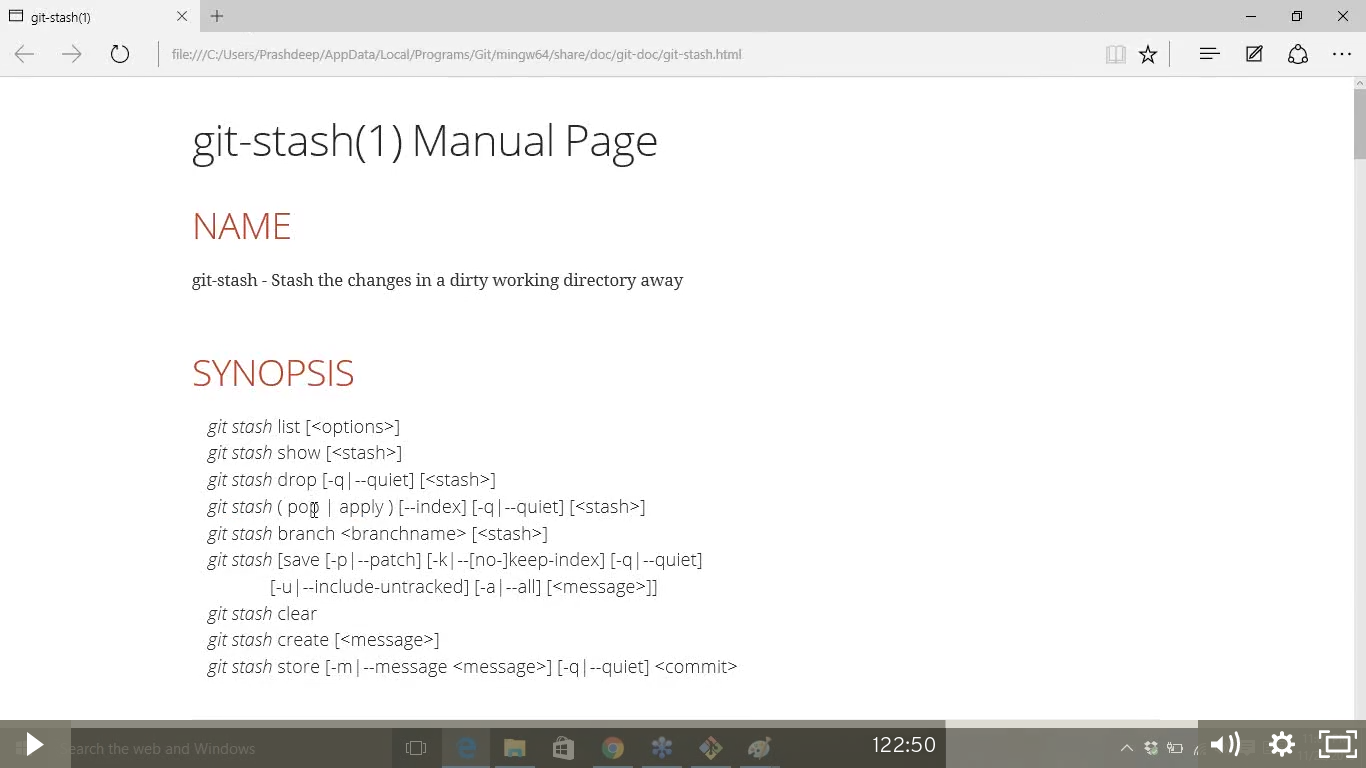 git-stash(1)
file:///C:/Users/Prashdeep/AppData/Local/Programs/Git/mingw64/share/doc/git-doc/git-stash.html
git-stash(1) Manual Page
NAME
git-stash - Stash the changes in a dirty working directory away
SYNOPSIS
git stash list [<options>]
git stash show [<stash>]
git stash drop [-q|--quiet] [<stash>]
git stash ( pop | apply ) [--index] [-q|--quiet] [<stash>]
git stash branch <branchname> [<stash>]
git stash [save [-p|--patch] [-k|--[no-]keep-index] [-q|--quiet]
[-u|--include-untracked] [-a|--all] [<message>]]
git stash clear
git stash create [<message>]
git stash store [-m|--message <message>] [-q|--quiet] <commit>
Search the web and Windows
122:50